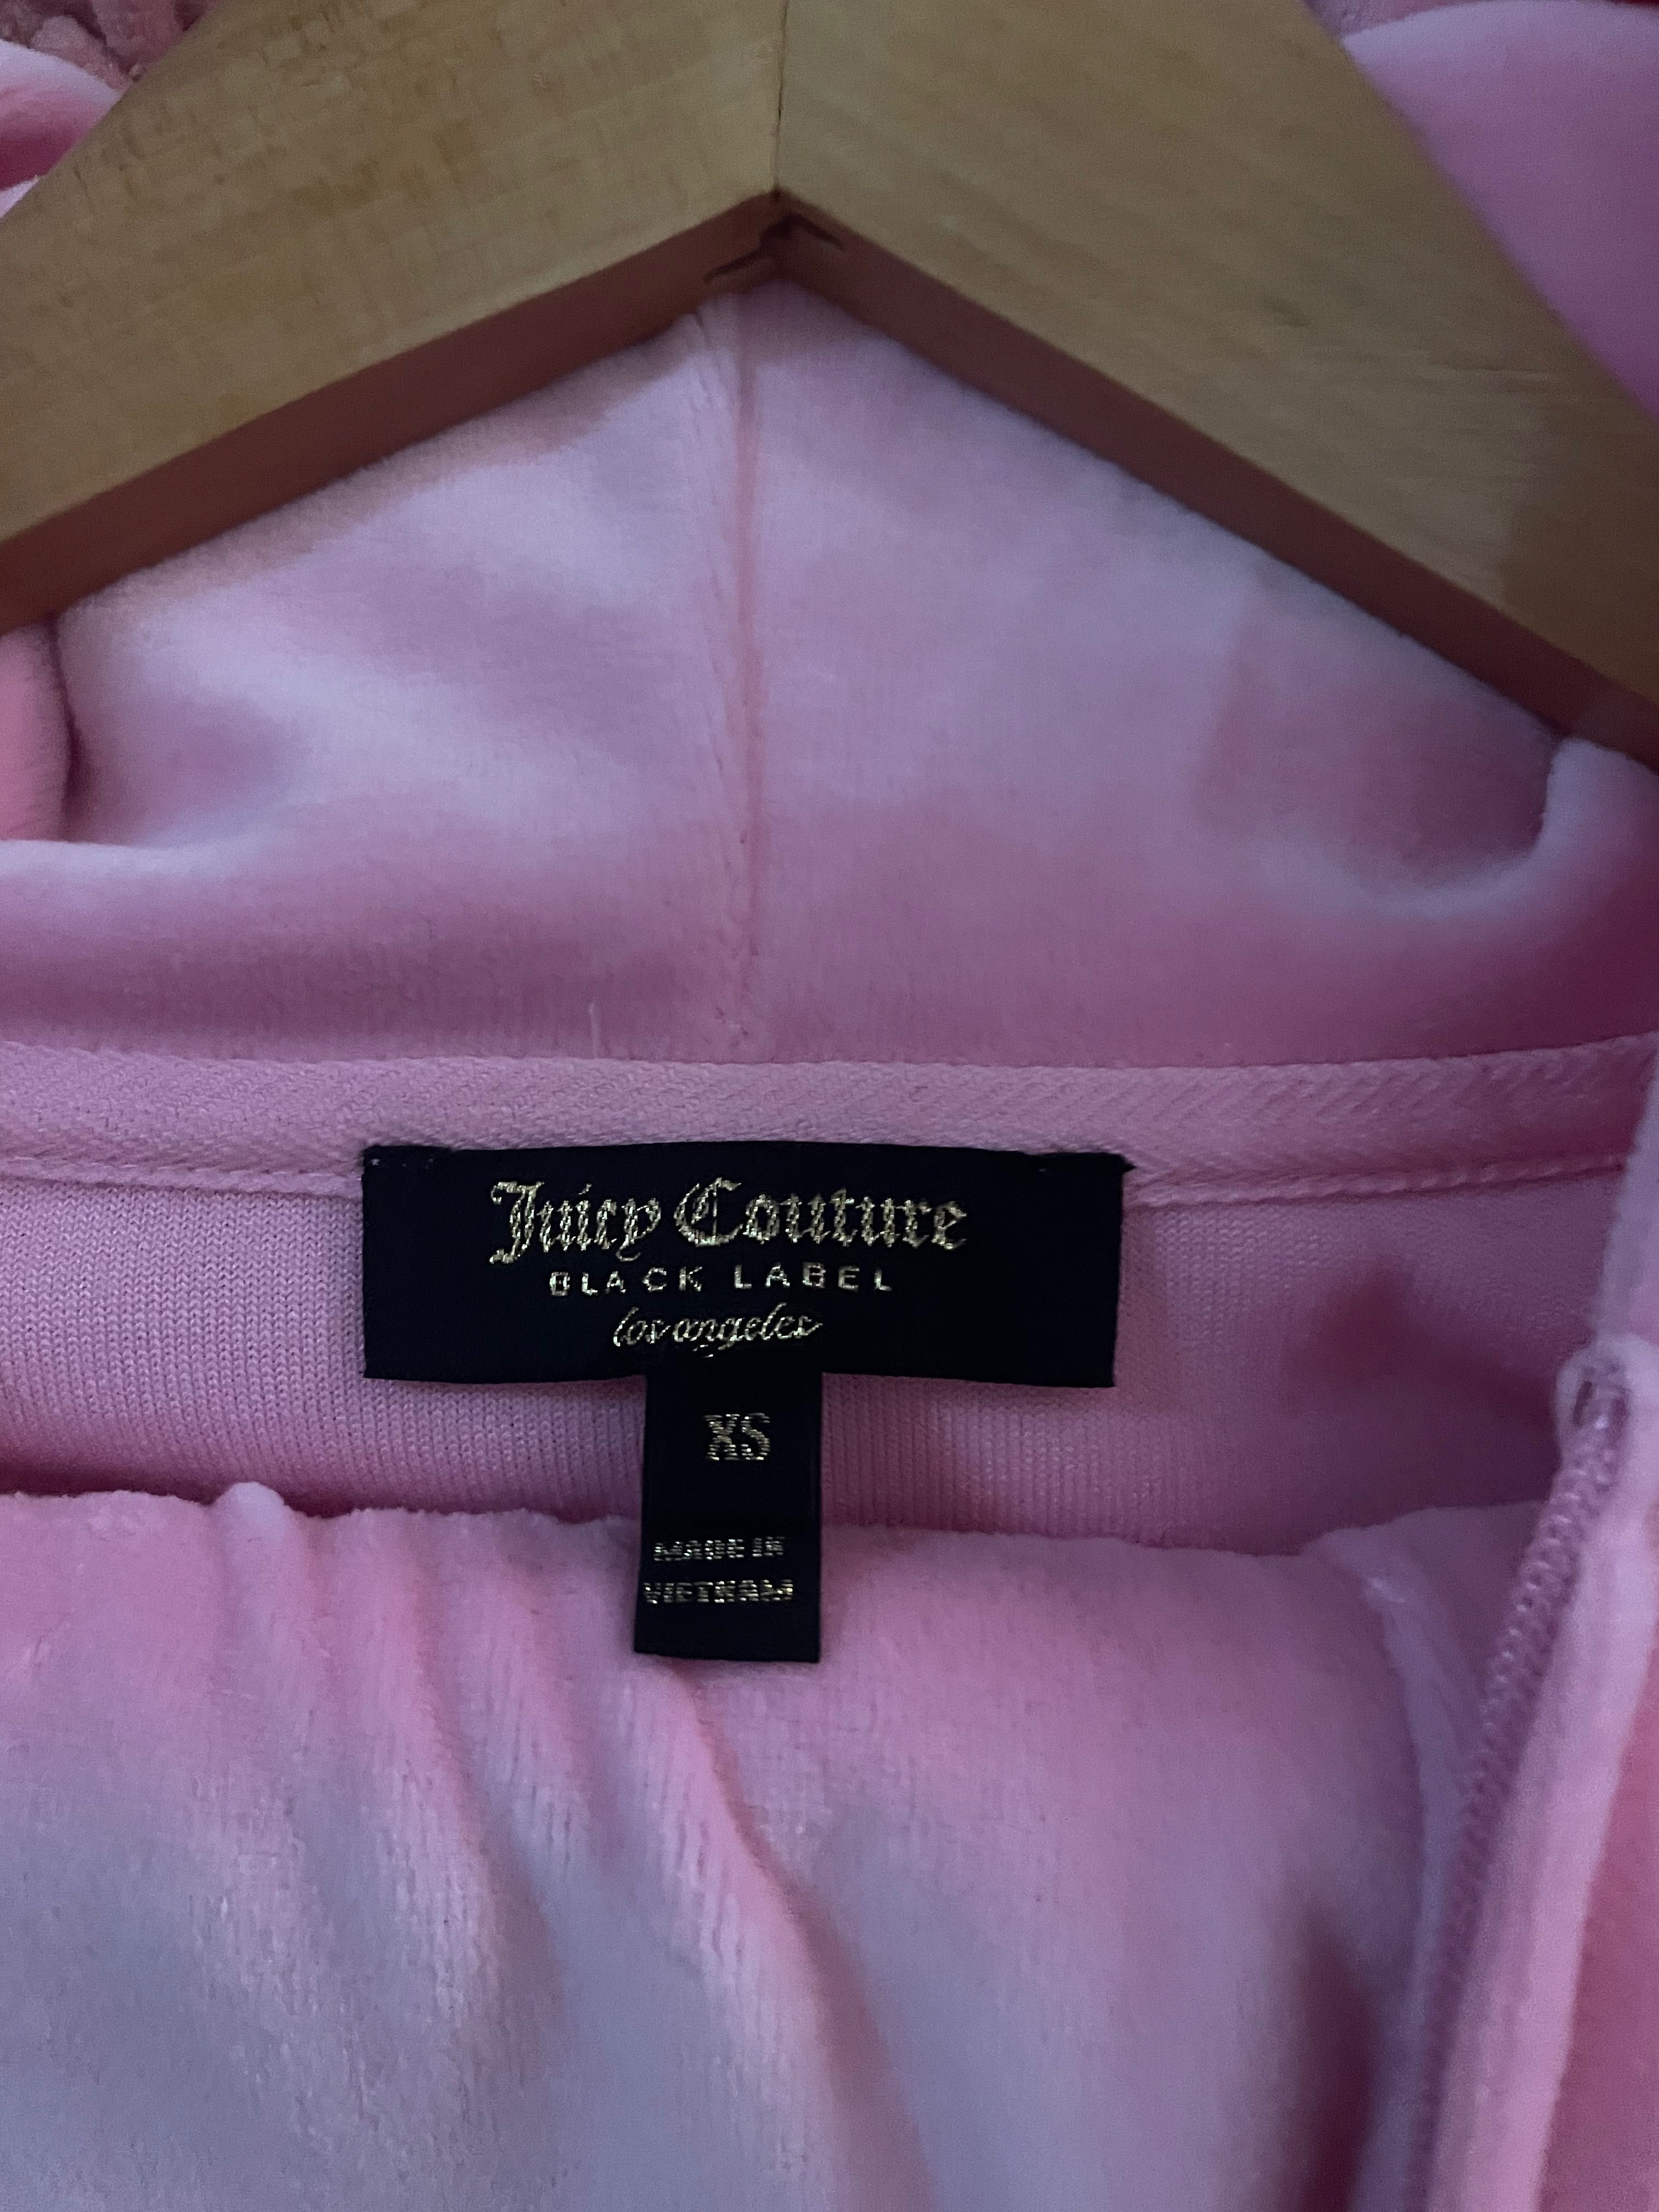 Juicy Couture
BLACK LABEL
los angeles
XS
MADE IN
VIETNAM